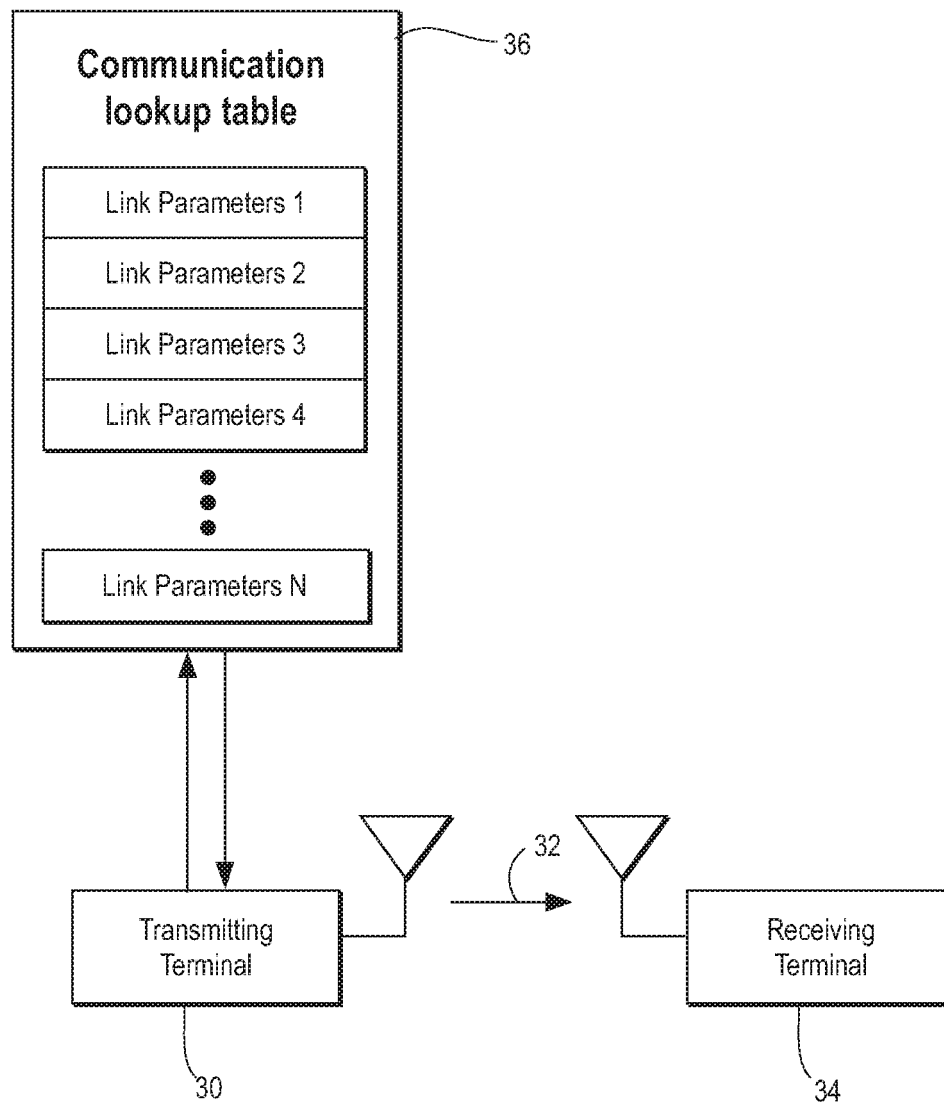 Communication
lookup table
36
Link Parameters 1
Link Parameters 2
Link Parameters 3
Link Parameters 4
Link Parameters N
32
Transmitting
Terminal
Receiving
Terminal
30
34